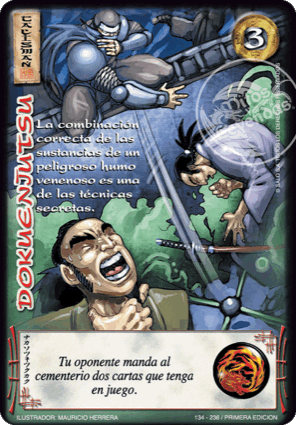 TALISMAN
3
DOKUENJUTSU
La combinación
correcta de las
sustancias de un
peligroso humo
venenoso es una
de las técnicas
secretas.
Tu oponente manda al
cementerio dos cartas que tenga
en juego.
ILUSTRADOR: MAURICIO HERRERA
134 - 236 / PRIMERA EDICION